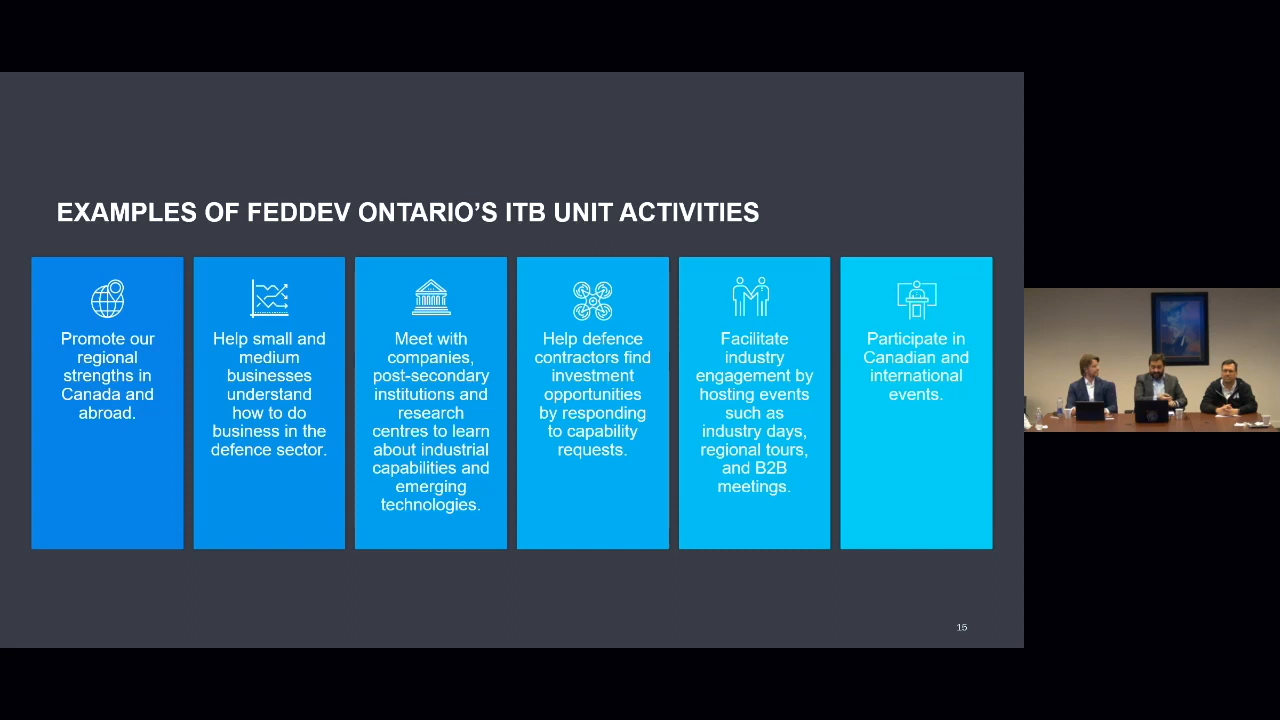 EXAMPLES OF FEDDEV ONTARIO’S ITB UNIT ACTIVITIES
Promote our
regional
strengths in
Canada and
abroad.
Help small and
medium
businesses
understand
how to do
business in the
defence sector.
Meet with
companies,
post-secondary
institutions and
research
centres to learn
about industrial
capabilities and
emerging
technologies.
Help defence
contractors find
investment
opportunities
by responding
to capability
requests.
Facilitate
industry
engagement by
hosting events
such as
industry days,
regional tours,
and B2B
meetings.
Participate in
Canadian and
international
events.
15